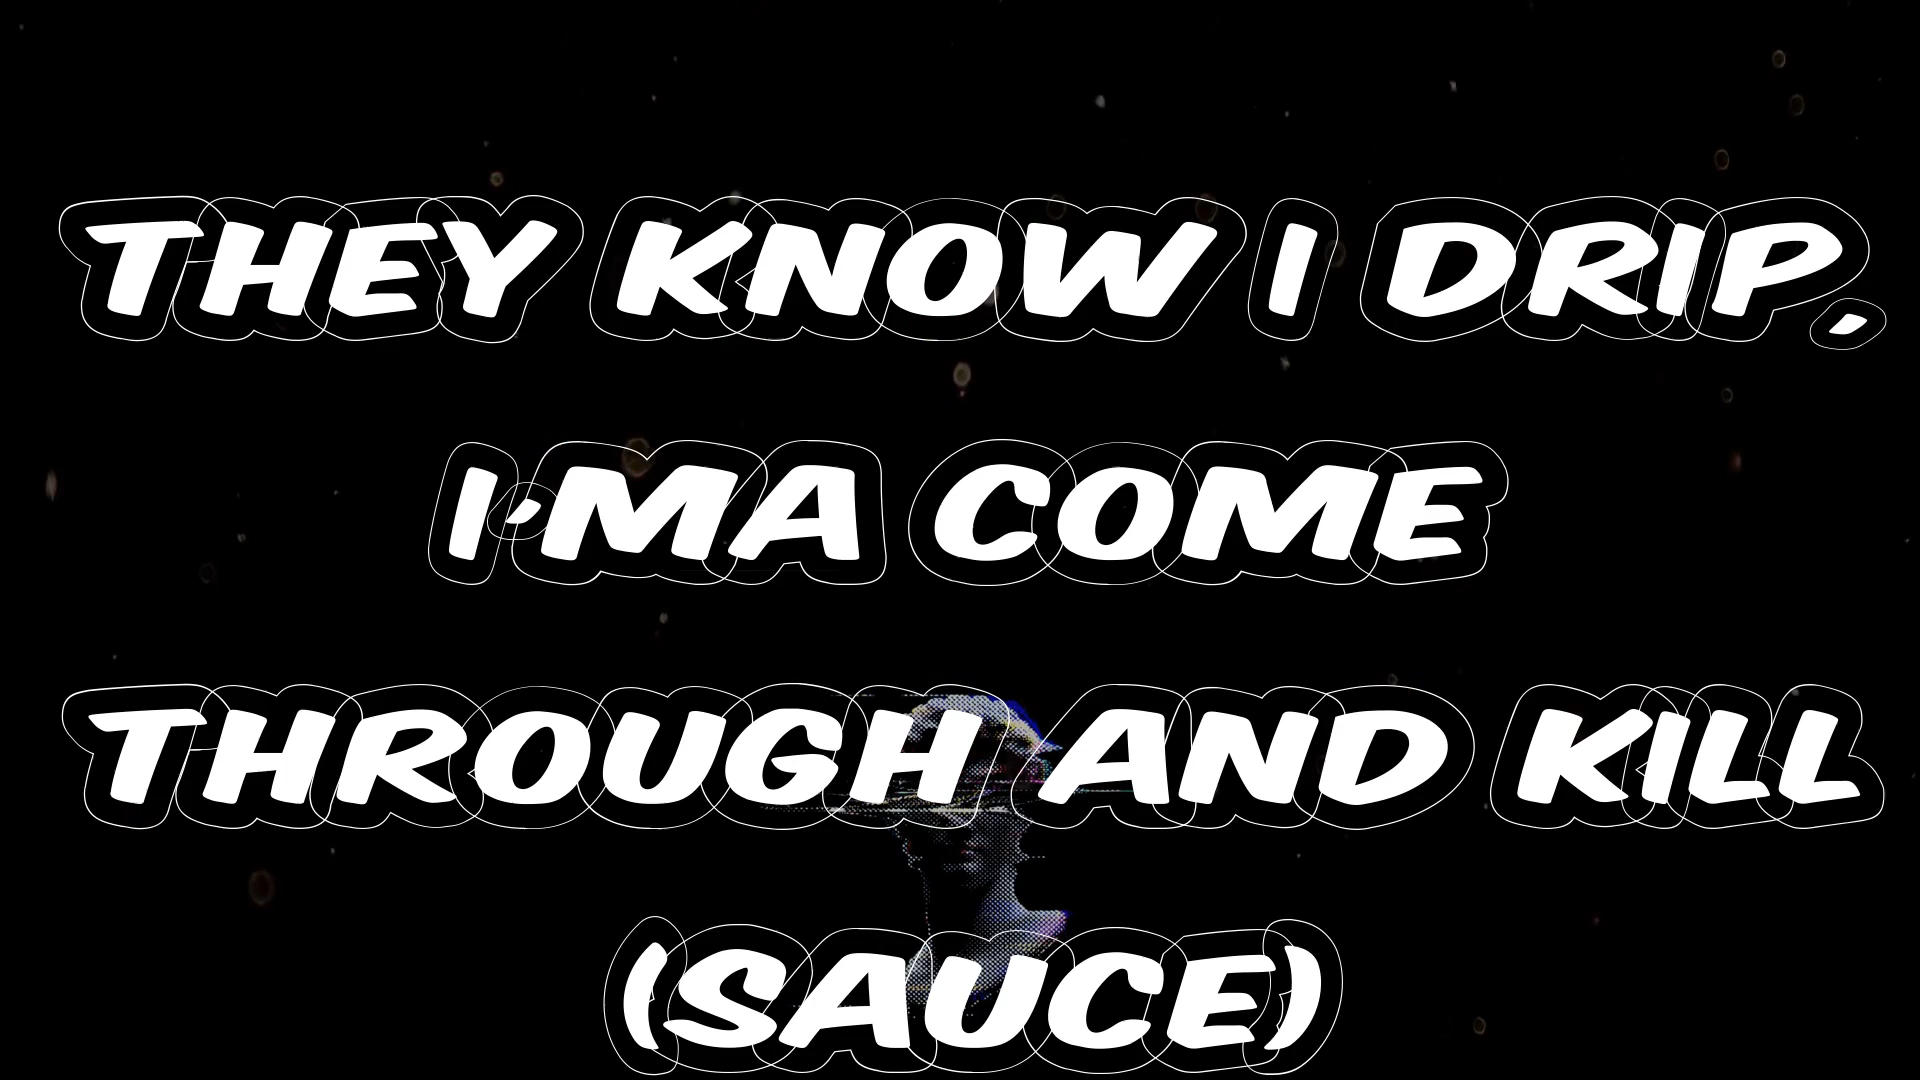 THEY KNOW I DRIP,
I'MA COME
THROUGH AND KILL
(SAUCE)